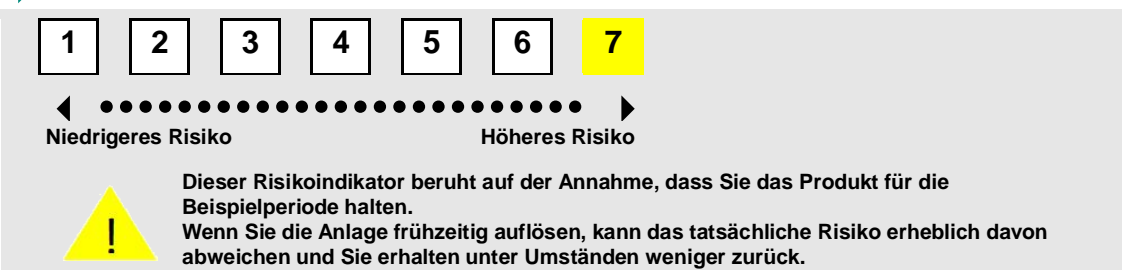 1 2 3 4 5 6 7
Niedrigeres Risiko Höheres Risiko
Dieser Risikoindikator beruht auf der Annahme, dass Sie das Produkt für die
Beispielperiode halten.
! Wenn Sie die Anlage frühzeitig auflösen, kann das tatsächliche Risiko erheblich davon
abweichen und Sie erhalten unter Umständen weniger zurück.